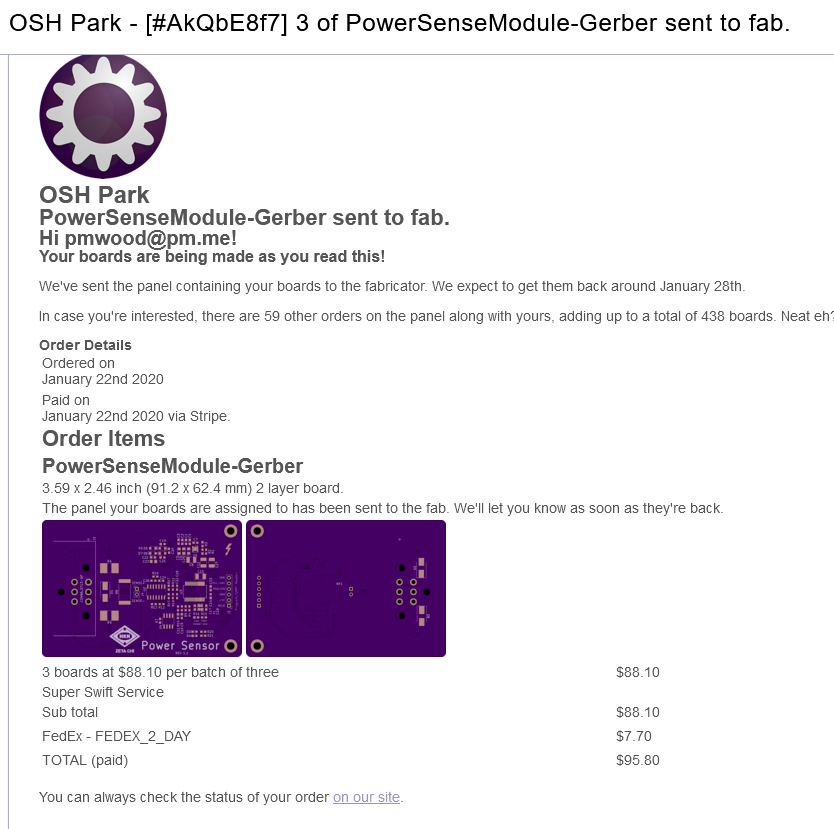 OSH Park - [#AkQbE8f7] 3 of PowerSenseModule-Gerber sent to fab.
OSH Park
PowerSenseModule-Gerber sent to fab.
Hi pmwood@pm.me!
Your boards are being made as you read this!
We've sent the panel containing your boards to the fabricator. We expect to get them back around January 28th.
In case you're interested, there are 59 other orders on the panel along with yours, adding up to a total of 438 boards. Neat eh?
Order Details
Ordered on
January 22nd 2020
Paid on
January 22nd 2020 via Stripe.
Order Items
PowerSenseModule-Gerber
3.59 x 2.46 inch (91.2 x 62.4 mm) 2 layer board.
The panel your boards are assigned to has been sent to the fab. We'll let you know as soon as they're back.
ZETA CHI
Power Sensor
3 boards at $88.10 per batch of three $88.10
Super Swift Service
Sub total $88.10
FedEx - FEDEX_2_DAY $7.70
TOTAL (paid) $95.80
You can always check the status of your order on our site.